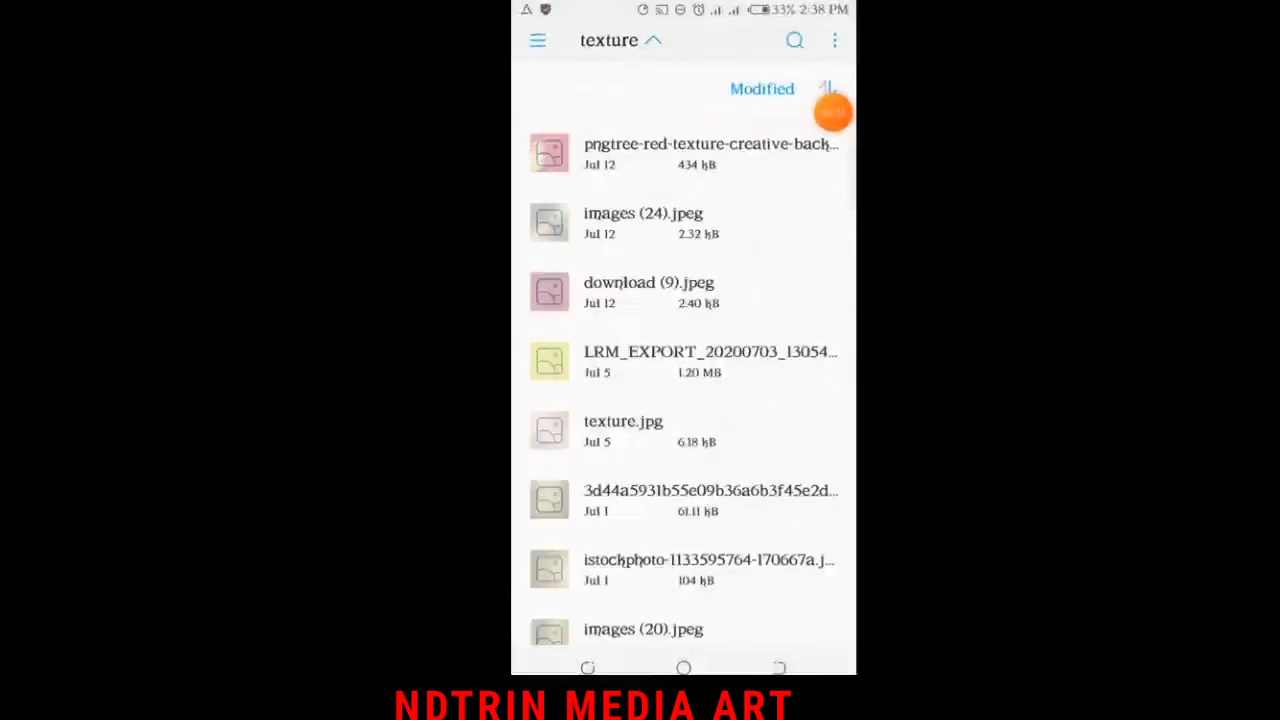 33% 2:38 PM
texture
Modified
pngtree-red-texture-creative-back...
Jul 12 434 kB
images (24).jpeg
Jul 12 2.32 kB
download (9).jpeg
Jul 12 2.40 kB
LRM_EXPORT_20200703_13054...
Jul 5 1.20 MB
texture.jpg
Jul 5 6.18 kB
3d44a5931b55e09b36a6b3f45e2d...
Jul 1 61.11 kB
istockphoto-1133595764-170667a.j...
Jul 1 104 kB
images (20).jpeg
NDTRIN MEDIA ART